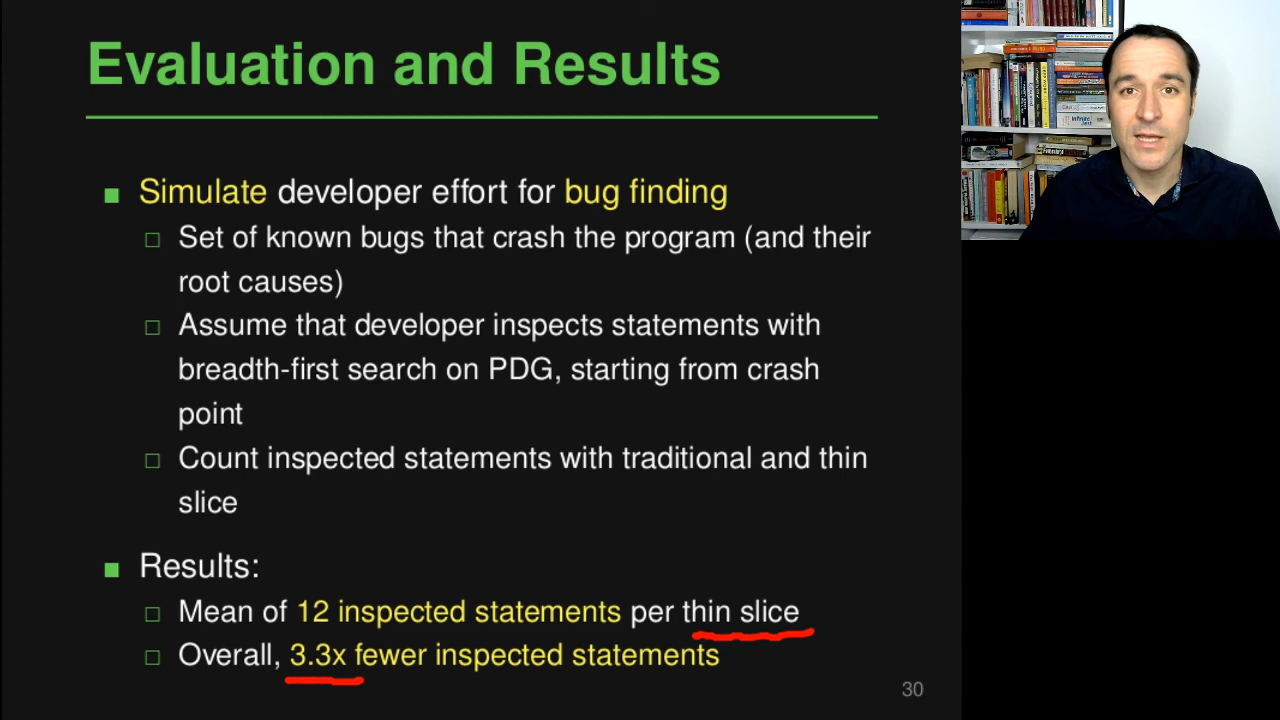 Evaluation and Results
Simulate developer effort for bug finding
Set of known bugs that crash the program (and their
root causes)
Assume that developer inspects statements with
breadth-first search on PDG, starting from crash
point
Count inspected statements with traditional and thin
slice
Results:
Mean of 12 inspected statements per thin slice
Overall, 3.3x fewer inspected statements
30
Infinite
Jest